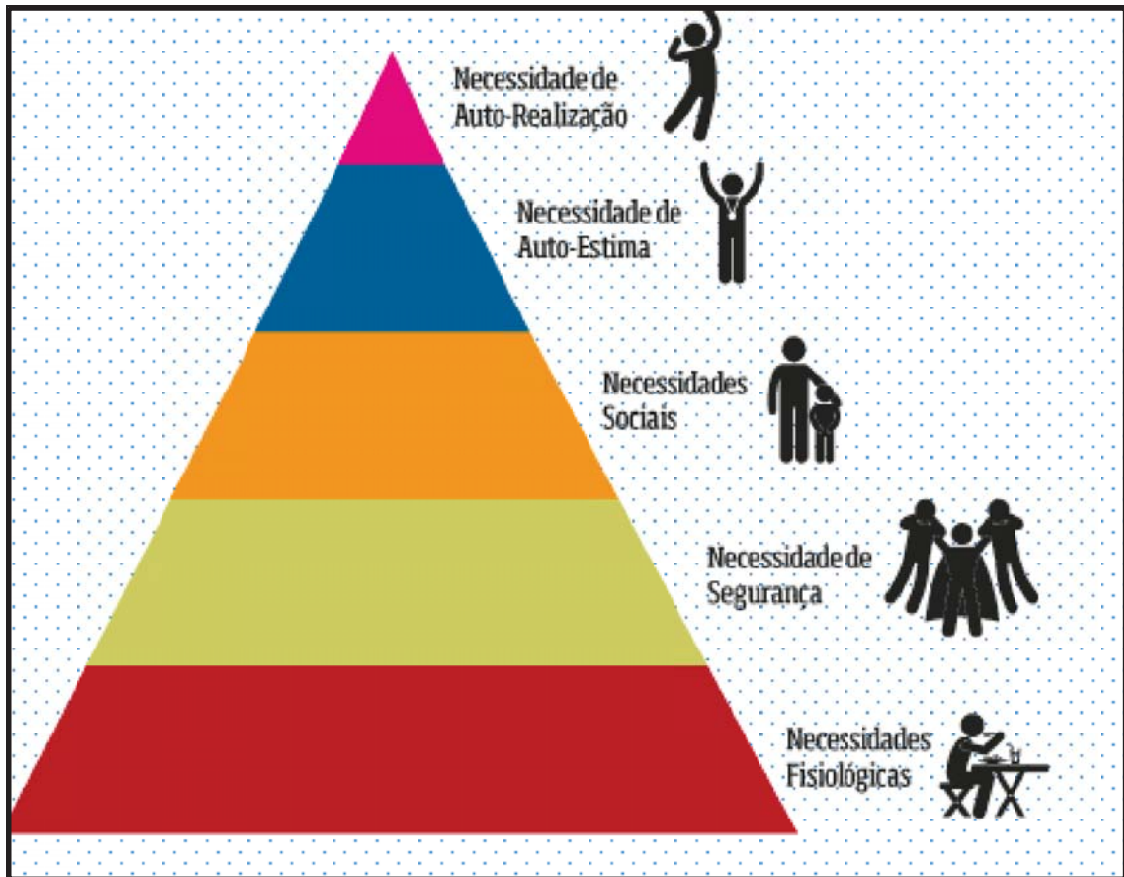 Necessidade de
Auto-Realização
Necessidade de
Auto-Estima
Necessidades
Sociais
Necessidade de
Segurança
Necessidades
Fisiológicas